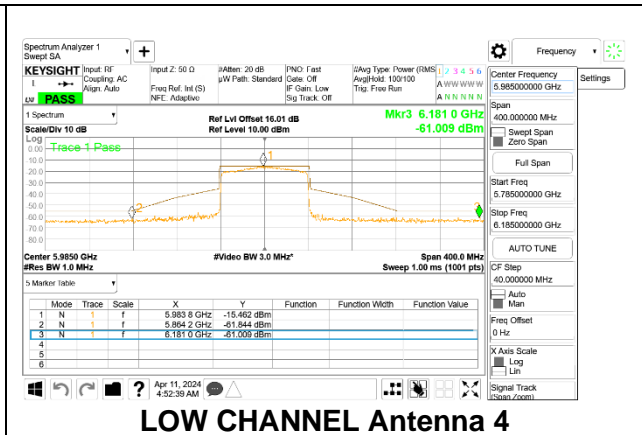 Spectrum Analyzer 1
Swept SA
Frequency
KEYSIGHT
Input: RF
Coupling: AC
Align: Auto
Input Z: 50 Ω
Freq Ref: Int (S)
NFE: Adaptive
#Atten: 20 dB
µW Path: Standard
PNO: Fast
Gate: Off
IF Gain: Low
Sig Track: Off
#Avg Type: Power (RMS
Avg|Hold: 100/100
Trig: Free Run
1 2 3 4 5 6
A W W W W W
A N N N N N
PASS
1 Spectrum
Scale/Div 10 dB
Ref Lvl Offset 16.01 dB
Ref Level 10.00 dBm
Mkr3 6.181 0 GHz
-61.009 dBm
Log
Trace 1 Pass
0.00
-10.0
-20.0
-30.0
-40.0
-50.0
-60.0
-70.0
-80.0
1
2
3
Center 5.9850 GHz
#Video BW 3.0 MHz*
Span 400.0 MHz
#Res BW 1.0 MHz
Sweep 1.00 ms (1001 pts)
5 Marker Table
Mode Trace Scale X Y Function Function Width Function Value
1 N 1 f 5.983 8 GHz -15.462 dBm
2 N 1 f 5.864 2 GHz -61.844 dBm
3 N 1 f 6.181 0 GHz -61.009 dBm
4
5
6
Apr 11, 2024
4:52:39 AM
Center Frequency
5.985000000 GHz
Settings
Span
400.000000 MHz
Swept Span
Zero Span
Full Span
Start Freq
5.785000000 GHz
Stop Freq
6.185000000 GHz
AUTO TUNE
CF Step
40.000000 MHz
Auto
Man
Freq Offset
0 Hz
X Axis Scale
Log
Lin
Signal Track
(Span Zoom)
LOW CHANNEL Antenna 4